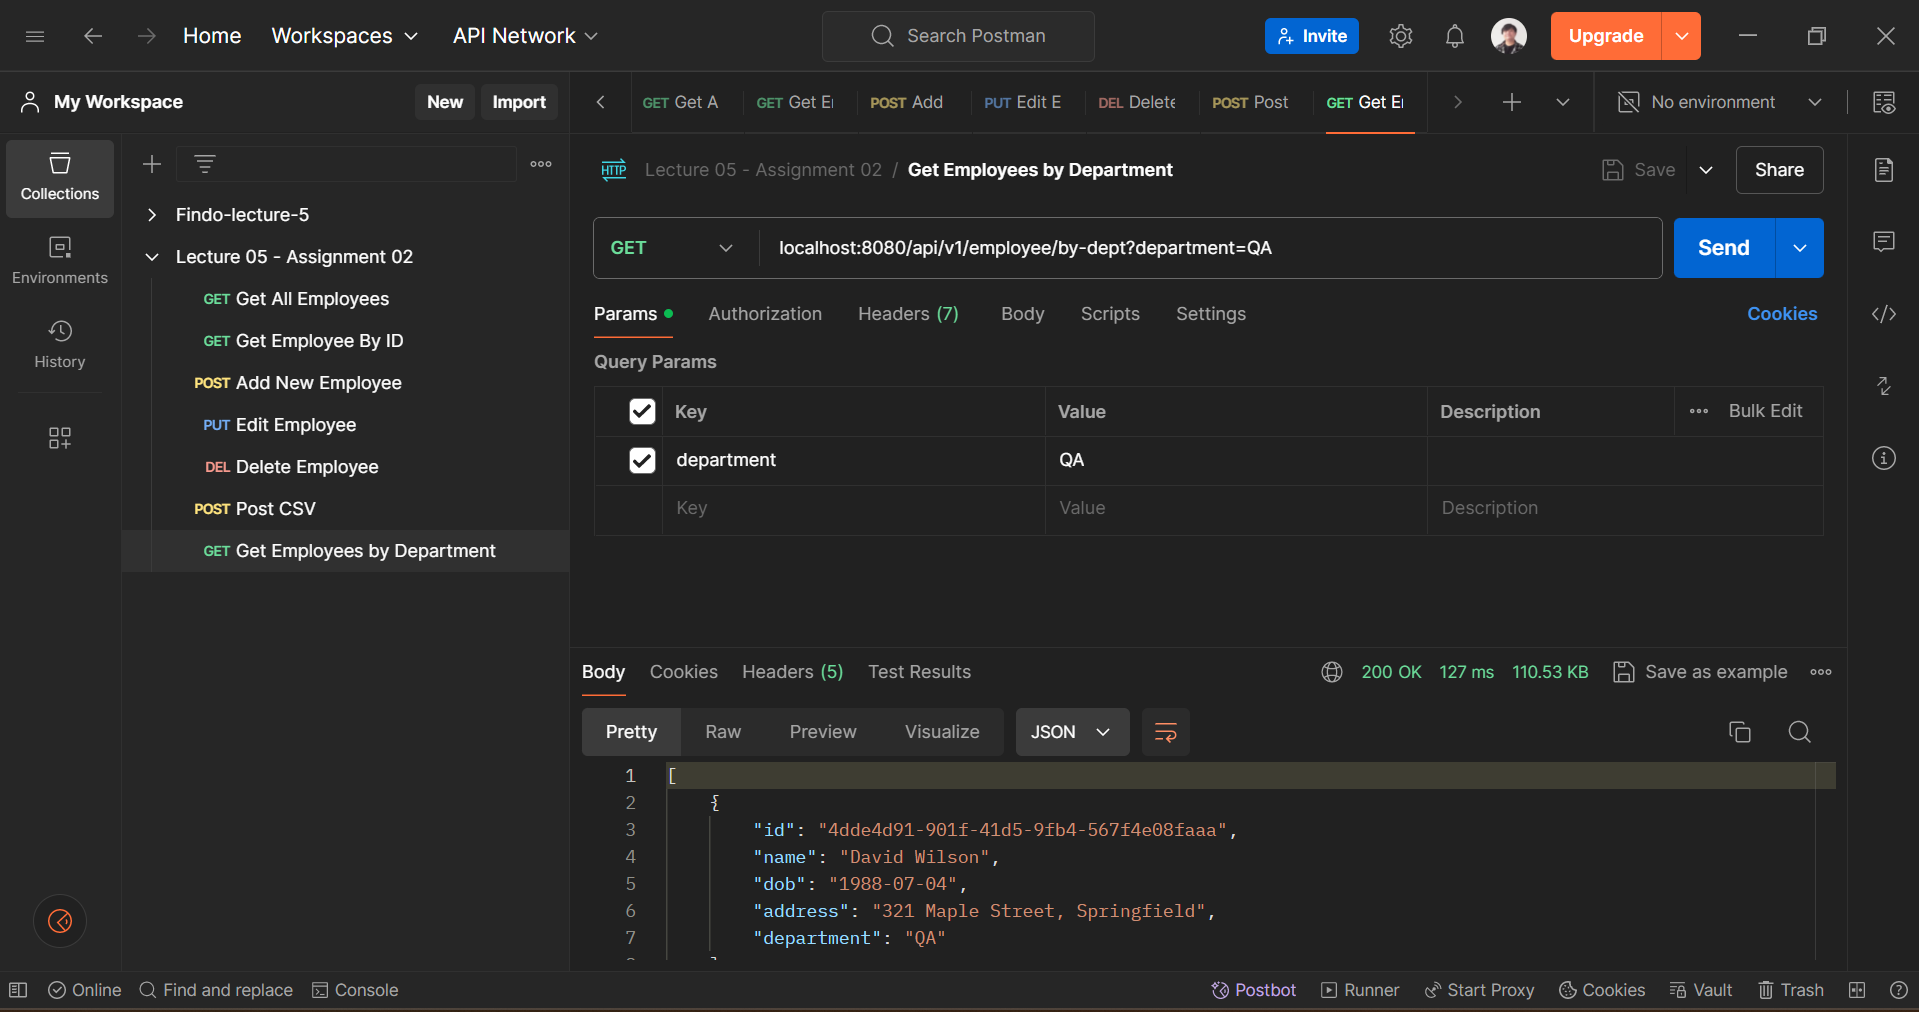 Home Workspaces API Network Search Postman Invite Upgrade
My Workspace New Import
GET Get A GET Get E POST Add PUT Edit E DEL Delete POST Post GET Get E No environment
Collections
Environments
History
Findo-lecture-5
Lecture 05 - Assignment 02
GET Get All Employees
GET Get Employee By ID
POST Add New Employee
PUT Edit Employee
DEL Delete Employee
POST Post CSV
GET Get Employees by Department
HTTP Lecture 05 - Assignment 02 / Get Employees by Department Save Share
GET localhost:8080/api/v1/employee/by-dept?department=QA Send
Params Authorization Headers (7) Body Scripts Settings Cookies
Query Params
Key Value Description Bulk Edit
department QA
Key Value Description
Body Cookies Headers (5) Test Results 200 OK 127 ms 110.53 KB Save as example
Pretty Raw Preview Visualize JSON
1 [
2 {
3 "id": "4dde4d91-901f-41d5-9fb4-567f4e08faaa",
4 "name": "David Wilson",
5 "dob": "1988-07-04",
6 "address": "321 Maple Street, Springfield",
7 "department": "QA"
Online Find and replace Console Postbot Runner Start Proxy Cookies Vault Trash